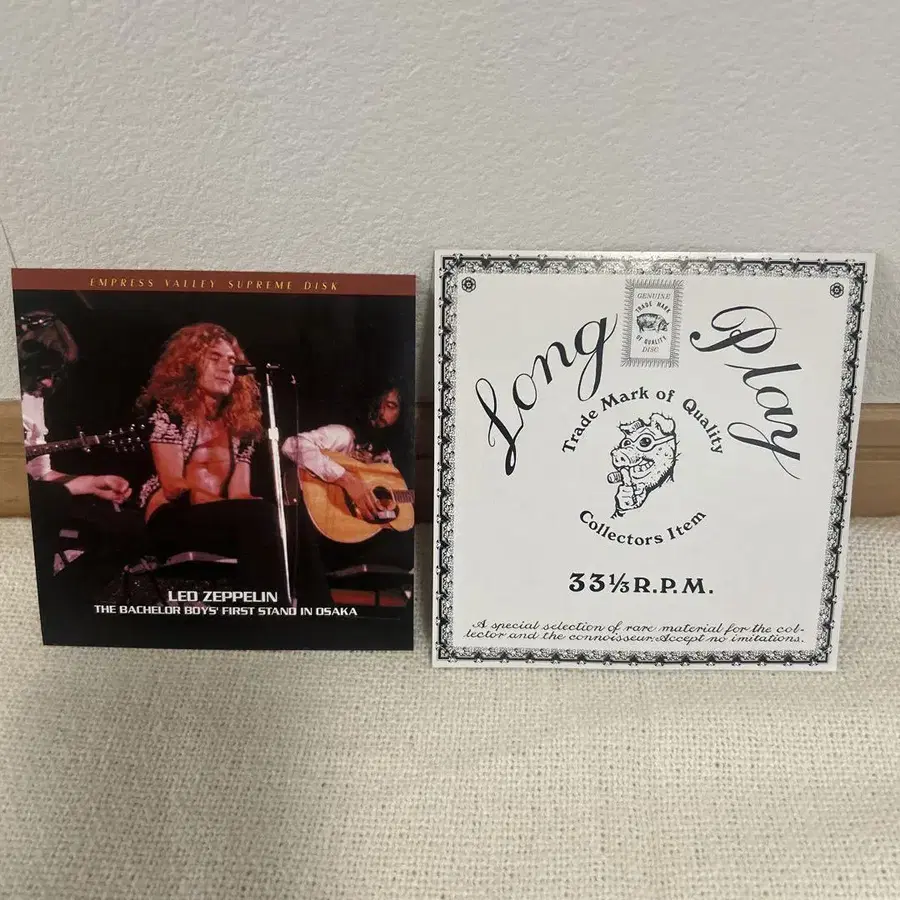 EMPRESS VALLEY SUPREME DISK
LED ZEPPELIN
THE BACHELOR BOYS' FIRST STAND IN OSAKA
Long Play
GENUINE
TRADE MARK
OF QUALITY
DISC
Trade Mark of Quality
Collectors Item
33⅓ R.P.M.
A special selection of rare material for the col-
lector and the connoisseur. Accept no imitations.